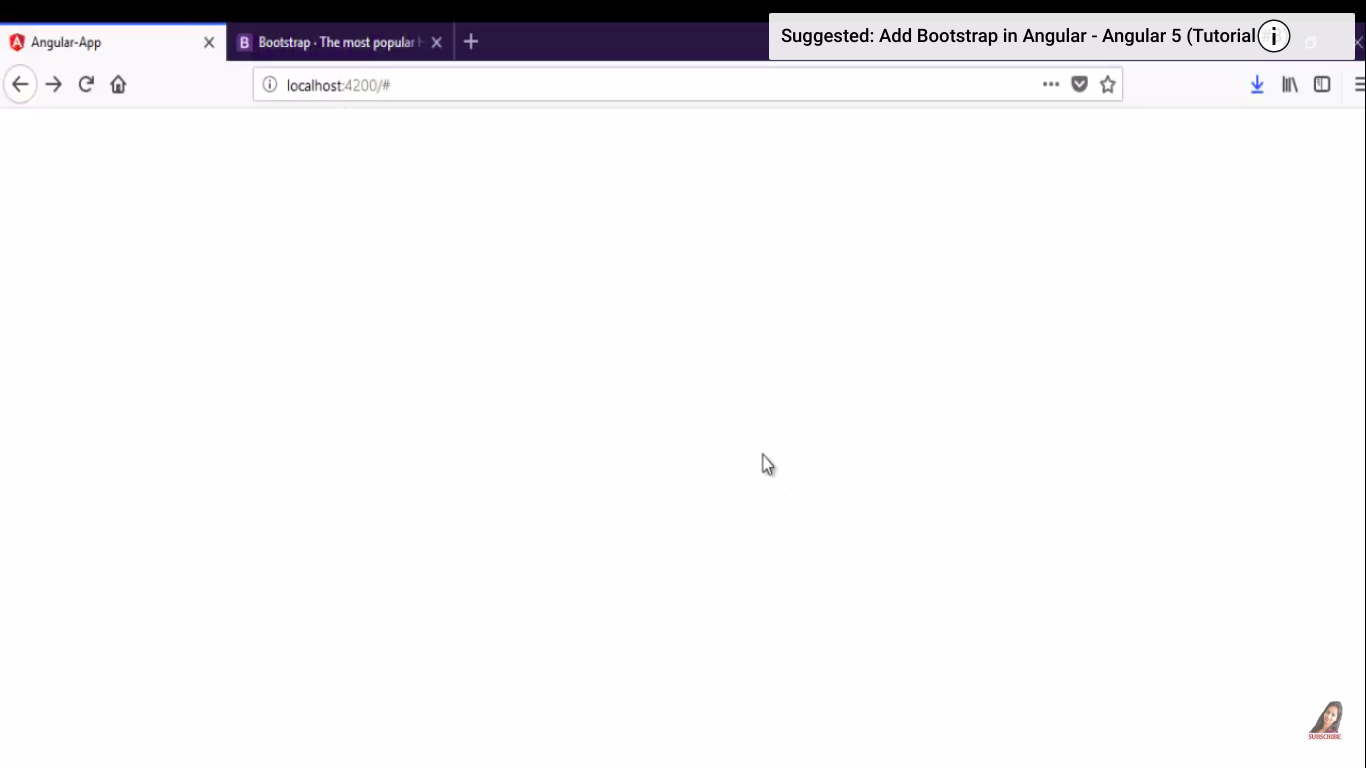 Angular-App
Bootstrap · The most popular
Suggested: Add Bootstrap in Angular - Angular 5 (Tutorial
localhost:4200/#
SUBSCRIBE